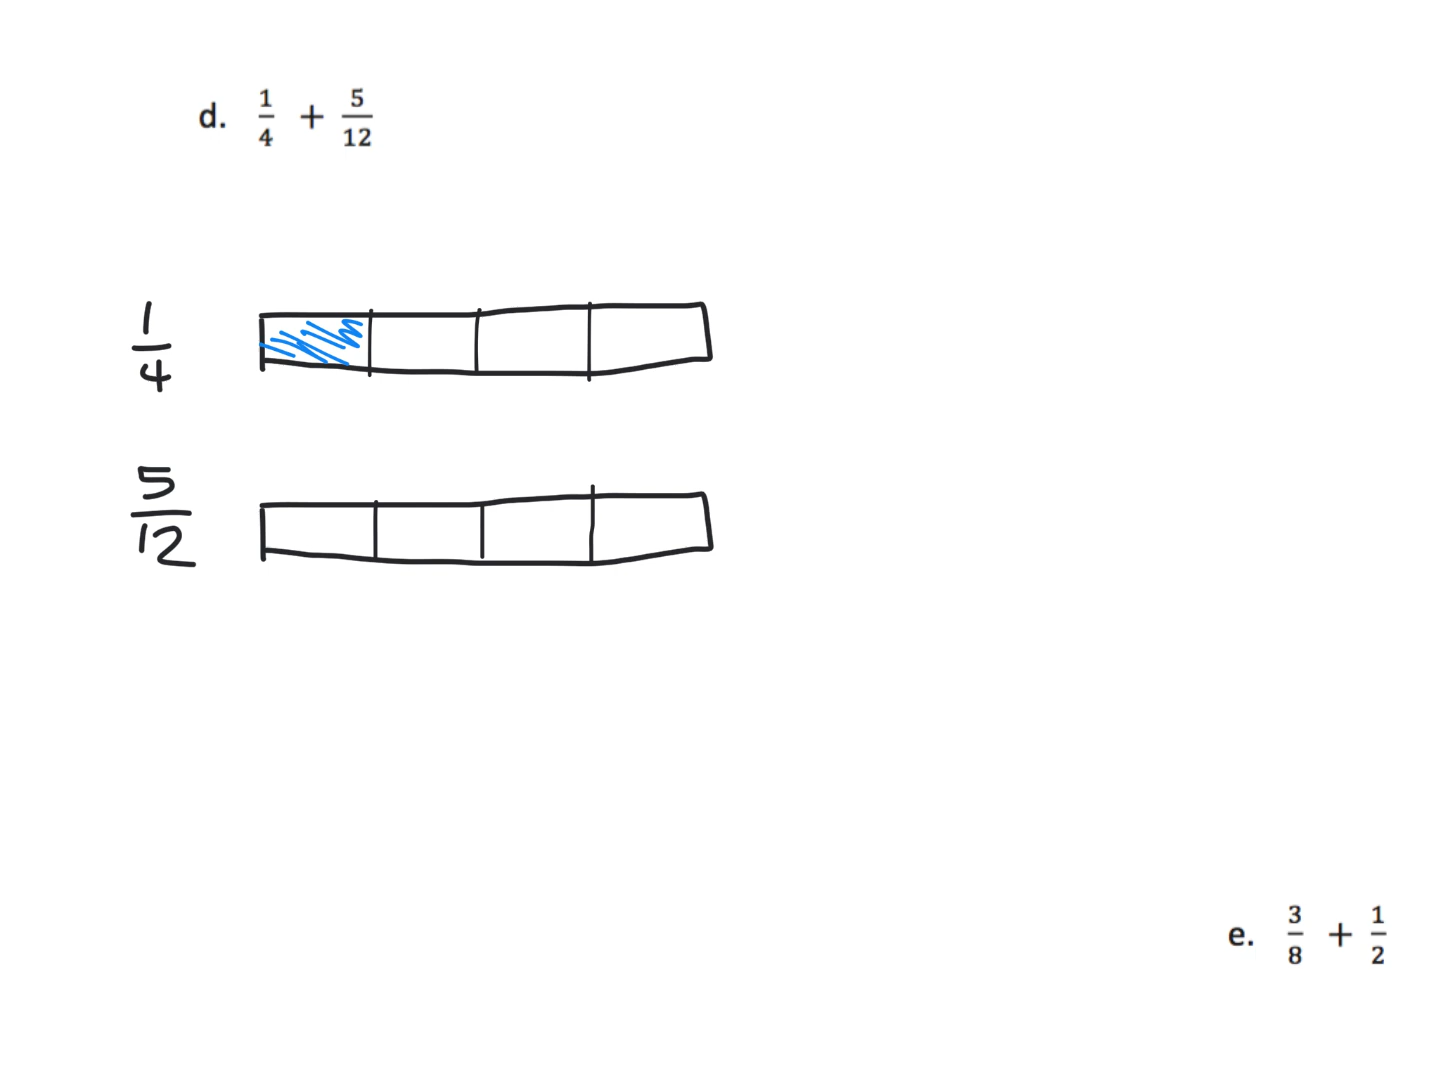 d. 1/4 + 5/12
1/4
5/12
e. 3/8 + 1/2